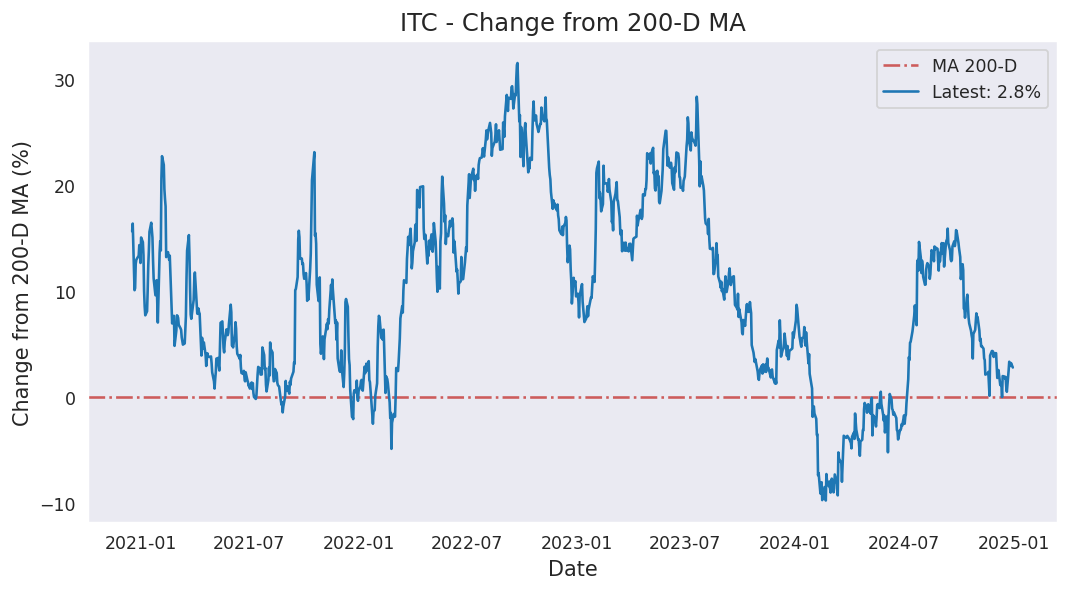 ITC - Change from 200-D MA
MA 200-D
Latest: 2.8%
Change from 200-D MA (%)
30
20
10
0
−10
2021-01 2021-07 2022-01 2022-07 2023-01 2023-07 2024-01 2024-07 2025-01
Date